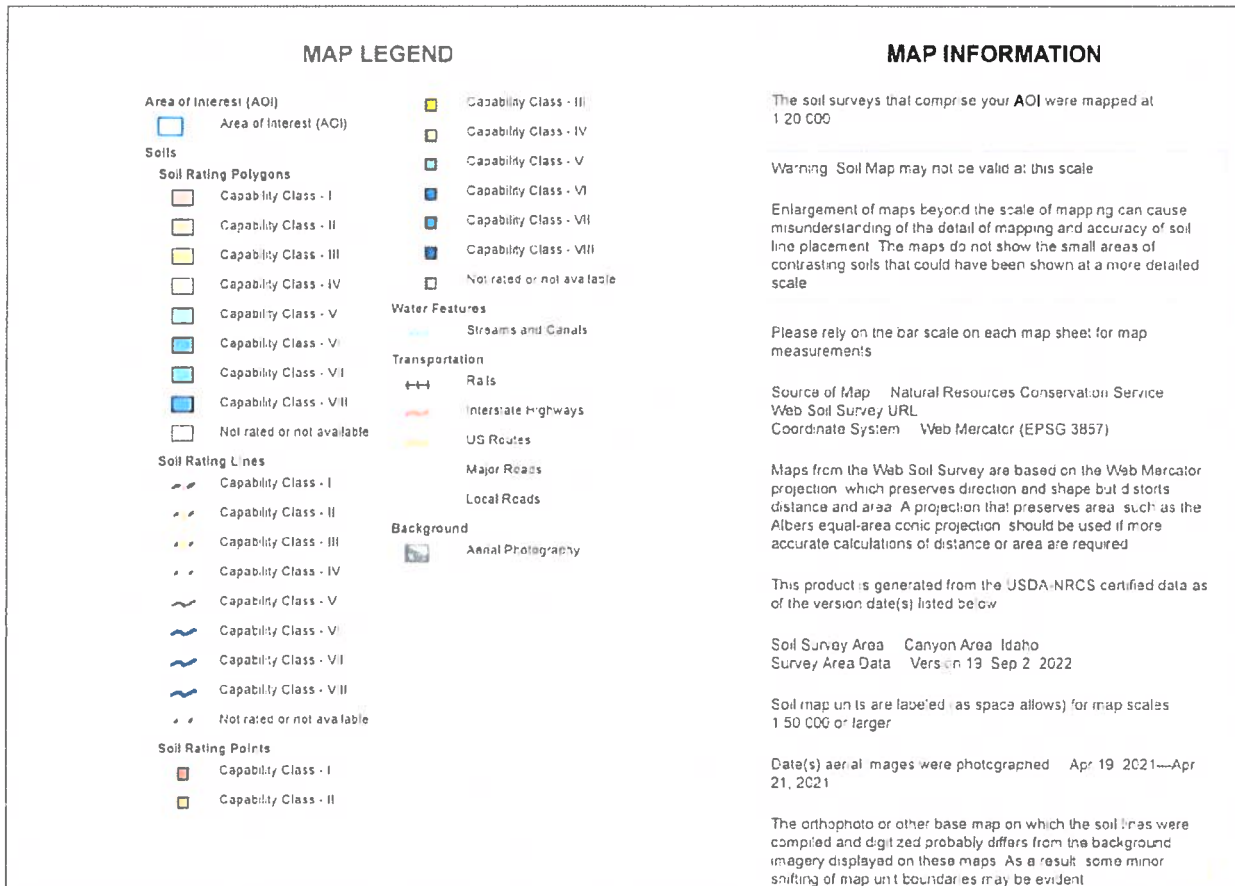 MAP LEGEND
Area of Interest (AOI)
Area of Interest (AOI)
Soils
Soil Rating Polygons
Capability Class - I
Capability Class - II
Capability Class - III
Capability Class - IV
Capability Class - V
Capability Class - VI
Capability Class - VII
Capability Class - VIII
Not rated or not available
Soil Rating Lines
Capability Class - I
Capability Class - II
Capability Class - III
Capability Class - IV
Capability Class - V
Capability Class - VI
Capability Class - VII
Capability Class - VIII
Not rated or not available
Soil Rating Points
Capability Class - I
Capability Class - II
Capability Class - III
Capability Class - IV
Capability Class - V
Capability Class - VI
Capability Class - VII
Capability Class - VIII
Not rated or not available
Water Features
Streams and Canals
Transportation
Rails
Interstate Highways
US Routes
Major Roads
Local Roads
Background
Aerial Photography
MAP INFORMATION
The soil surveys that comprise your AOI were mapped at
1:20,000
Warning: Soil Map may not be valid at this scale
Enlargement of maps beyond the scale of mapping can cause
misunderstanding of the detail of mapping and accuracy of soil
line placement. The maps do not show the small areas of
contrasting soils that could have been shown at a more detailed
scale
Please rely on the bar scale on each map sheet for map
measurements
Source of Map: Natural Resources Conservation Service
Web Soil Survey URL
Coordinate System: Web Mercator (EPSG:3857)
Maps from the Web Soil Survey are based on the Web Mercator
projection, which preserves direction and shape but distorts
distance and area. A projection that preserves area, such as the
Albers equal-area conic projection, should be used if more
accurate calculations of distance or area are required
This product is generated from the USDA-NRCS certified data as
of the version date(s) listed below
Soil Survey Area: Canyon Area, Idaho
Survey Area Data: Version 19, Sep 2, 2022
Soil map units are labeled (as space allows) for map scales
1:50,000 or larger
Date(s) aerial images were photographed: Apr 19, 2021—Apr
21, 2021
The orthophoto or other base map on which the soil lines were
compiled and digitized probably differs from the background
imagery displayed on these maps. As a result, some minor
shifting of map unit boundaries may be evident